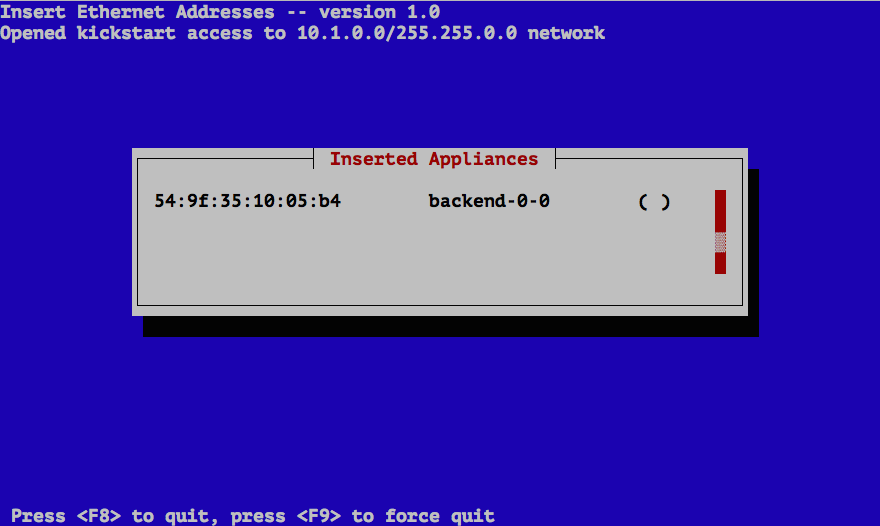 Insert Ethernet Addresses -- version 1.0
Opened kickstart access to 10.1.0.0/255.255.0.0 network
Inserted Appliances
54:9f:35:10:05:b4 backend-0-0 ( )
Press <F8> to quit, press <F9> to force quit